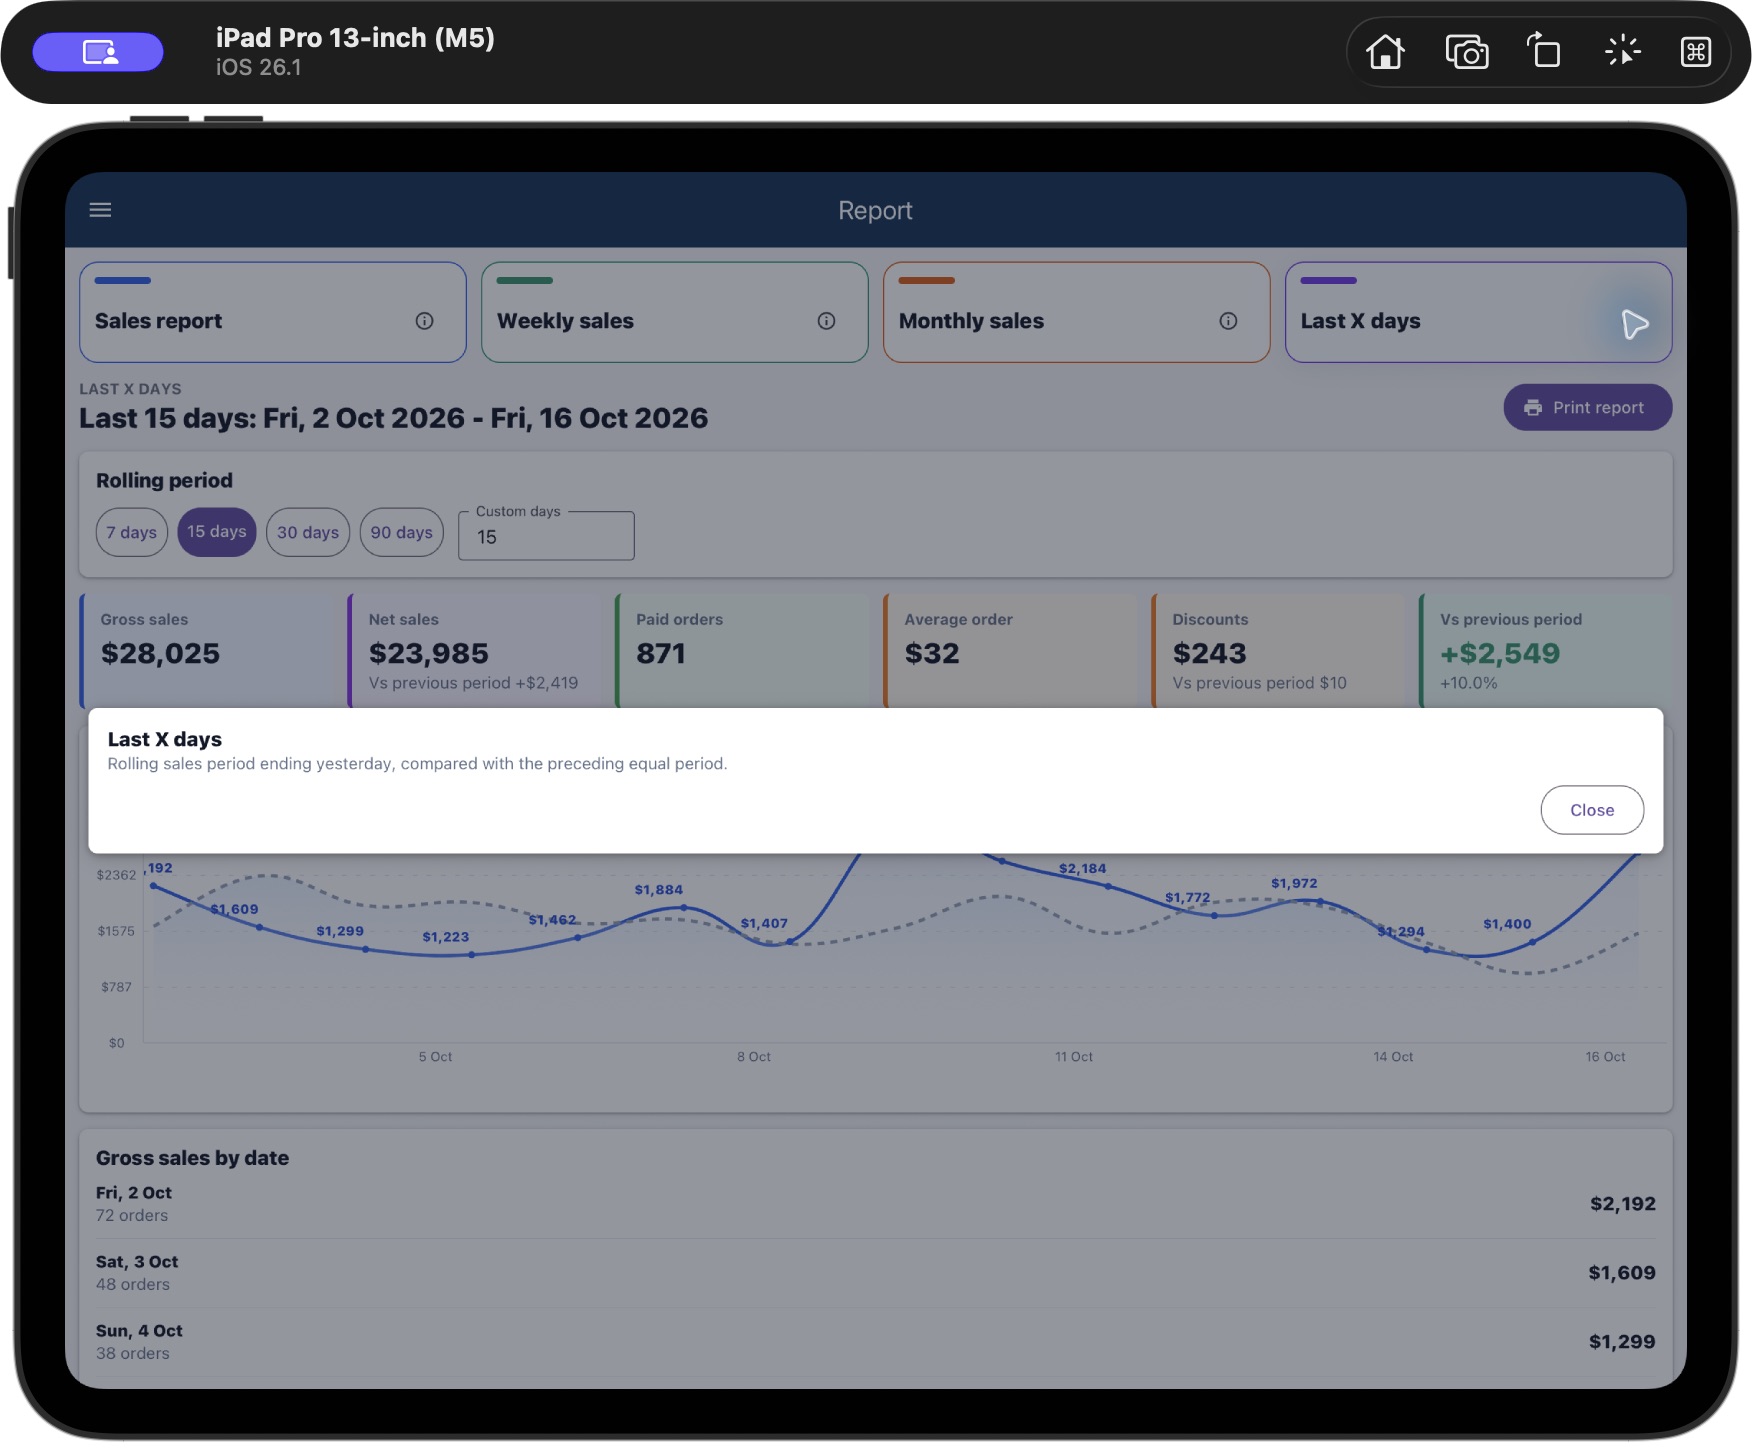 iPad Pro 13-inch (M5)
iOS 26.1
Report
Sales report
Weekly sales
Monthly sales
Last X days
LAST X DAYS
Last 15 days: Fri, 2 Oct 2026 - Fri, 16 Oct 2026
Print report
Rolling period
7 days
15 days
30 days
90 days
Custom days
15
Gross sales
$28,025
Net sales
$23,985
Vs previous period +$2,419
Paid orders
871
Average order
$32
Discounts
$243
Vs previous period $10
Vs previous period
+$2,549
+10.0%
Last X days
Rolling sales period ending yesterday, compared with the preceding equal period.
Close
$2362
,192
$1,609
$1,299
$1,223
$1,462
$1,884
$1,407
$2,184
$1,772
$1,972
$1,294
$1,400
$1575
$787
$0
5 Oct
8 Oct
11 Oct
14 Oct
16 Oct
Gross sales by date
Fri, 2 Oct
72 orders
$2,192
Sat, 3 Oct
48 orders
$1,609
Sun, 4 Oct
38 orders
$1,299